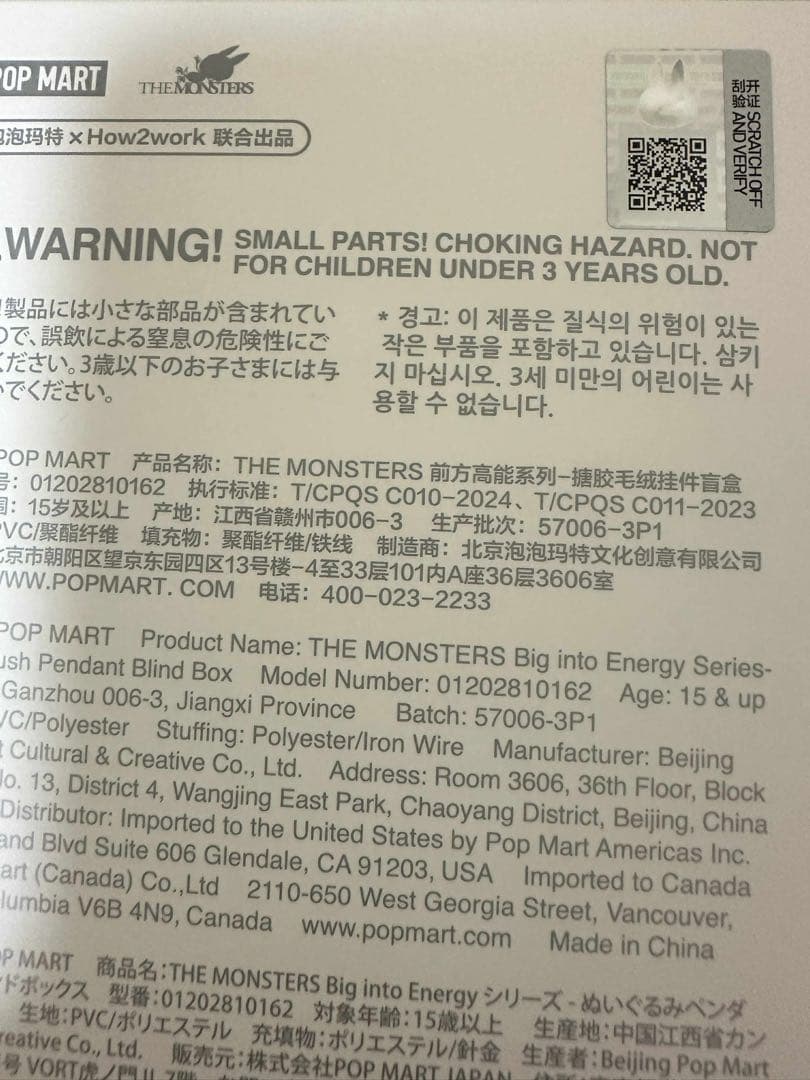 POP MART
THE MONSTERS
泡泡玛特 × How2work 联合出品
刮开
验证 SCRATCH OFF
AND VERIFY
WARNING! SMALL PARTS! CHOKING HAZARD. NOT
FOR CHILDREN UNDER 3 YEARS OLD.
製品には小さな部品が含まれてい
ので、誤飲による窒息の危険性にご
ください。3歳以下のお子さまには与
いでください。
* 경고: 이 제품은 질식의 위험이 있는
작은 부품을 포함하고 있습니다. 삼키
지 마십시오. 3세 미만의 어린이는 사
용할 수 없습니다.
POP MART 产品名称: THE MONSTERS 前方高能系列-搪胶毛绒挂件盲盒
号: 01202810162 执行标准: T/CPQS C010-2024、T/CPQS C011-2023
围: 15岁及以上 产地: 江西省赣州市006-3 生产批次: 57006-3P1
PVC/聚酯纤维 填充物: 聚酯纤维/铁线 制造商: 北京泡泡玛特文化创意有限公司
北京市朝阳区望京东园四区13号楼-4至33层101内A座36层3606室
WWW.POPMART. COM 电话: 400-023-2233
POP MART Product Name: THE MONSTERS Big into Energy Series-
ush Pendant Blind Box Model Number: 01202810162 Age: 15 & up
Ganzhou 006-3, Jiangxi Province Batch: 57006-3P1
VC/Polyester Stuffing: Polyester/Iron Wire Manufacturer: Beijing
t Cultural & Creative Co., Ltd. Address: Room 3606, 36th Floor, Block
No. 13, District 4, Wangjing East Park, Chaoyang District, Beijing, China
Distributor: Imported to the United States by Pop Mart Americas Inc.
and Blvd Suite 606 Glendale, CA 91203, USA Imported to Canada
art (Canada) Co.,Ltd 2110-650 West Georgia Street, Vancouver,
lumbia V6B 4N9, Canada www.popmart.com Made in China
OP MART 商品名:THE MONSTERS Big into Energy シリーズ - ぬいぐるみペンダ
ドボックス 型番:01202810162 対象年齢:15歳以上 生産地:中国江西省カン
生地:PVC/ポリエステル 充填物:ポリエステル/針金 生産者:Beijing Pop Mart
reative Co., Ltd. 販売元:株式会社POP MART JAPAN
号 VORT虎ノ門